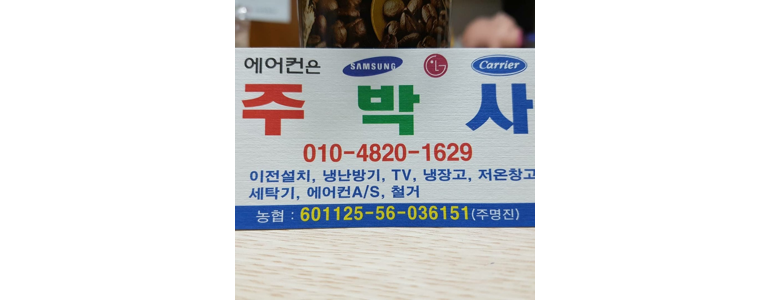 에어컨은 SAMSUNG LG Carrier
주 박 사
010-4820-1629
이전설치, 냉난방기, TV, 냉장고, 저온창고
세탁기, 에어컨A/S, 철거
농협 : 601125-56-036151(주명진)